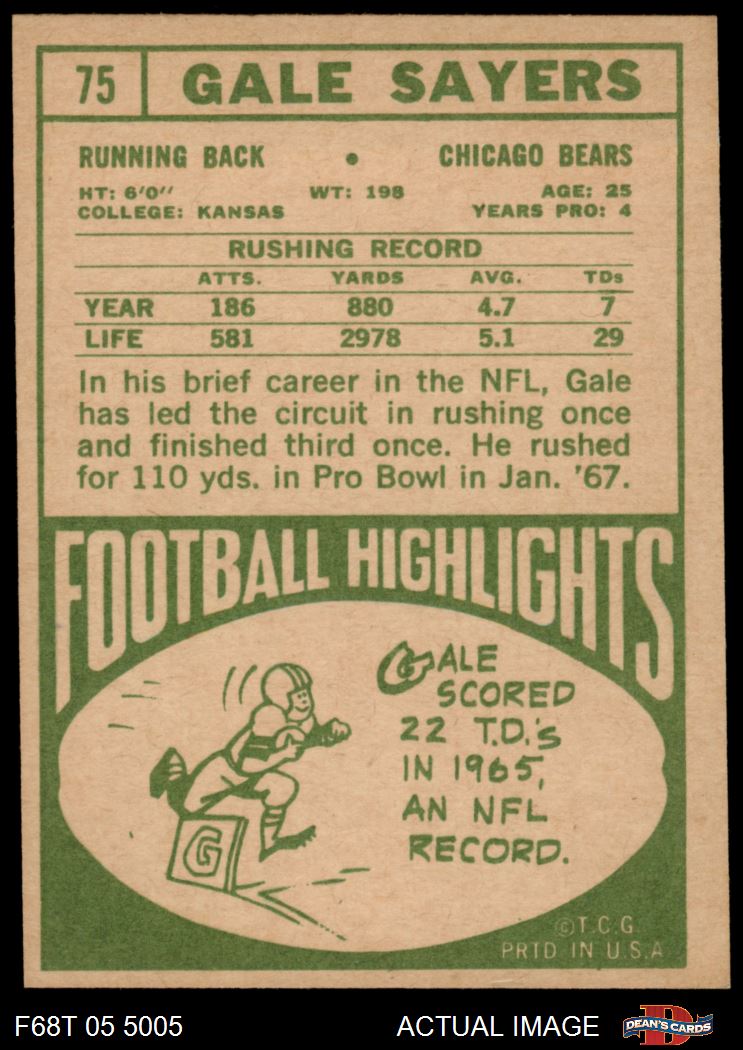 75 GALE SAYERS
RUNNING BACK • CHICAGO BEARS
HT: 6'0" WT: 198 AGE: 25
COLLEGE: KANSAS YEARS PRO: 4
RUSHING RECORD
ATTS. YARDS AVG. TDs
YEAR 186 880 4.7 7
LIFE 581 2978 5.1 29
In his brief career in the NFL, Gale
has led the circuit in rushing once
and finished third once. He rushed
for 110 yds. in Pro Bowl in Jan. '67.
FOOTBALL HIGHLIGHTS
GALE
SCORED
22 T.D.'s
IN 1965,
AN NFL
RECORD.
G
©T.C.G.
PRTD IN U.S.A
F68T 05 5005 ACTUAL IMAGE D DEAN'S CARDS